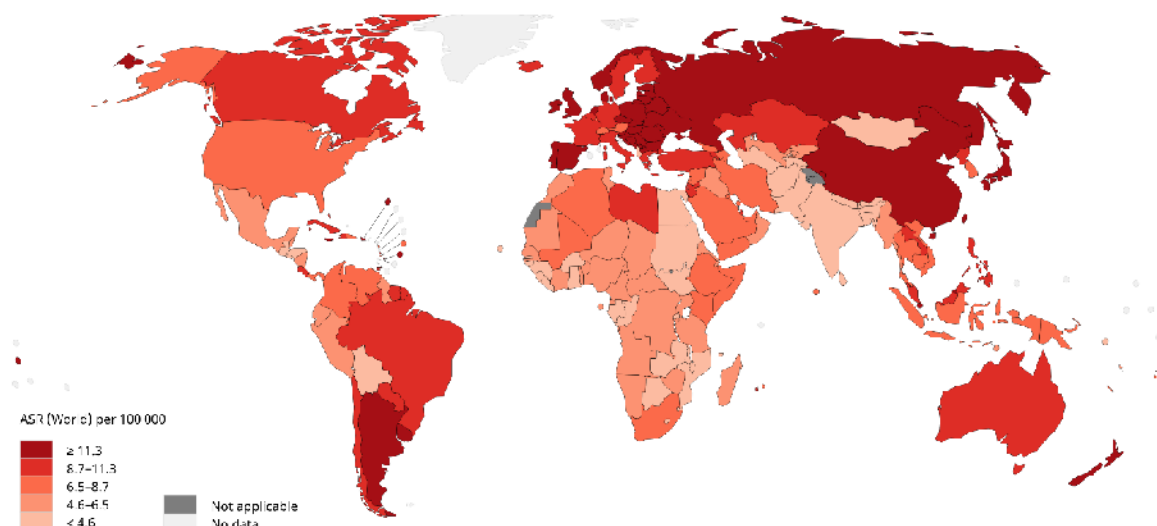 ASR (World) per 100 000
≥ 11.3
8.7–11.3
6.5–8.7
4.6–6.5
< 4.6
Not applicable
No data